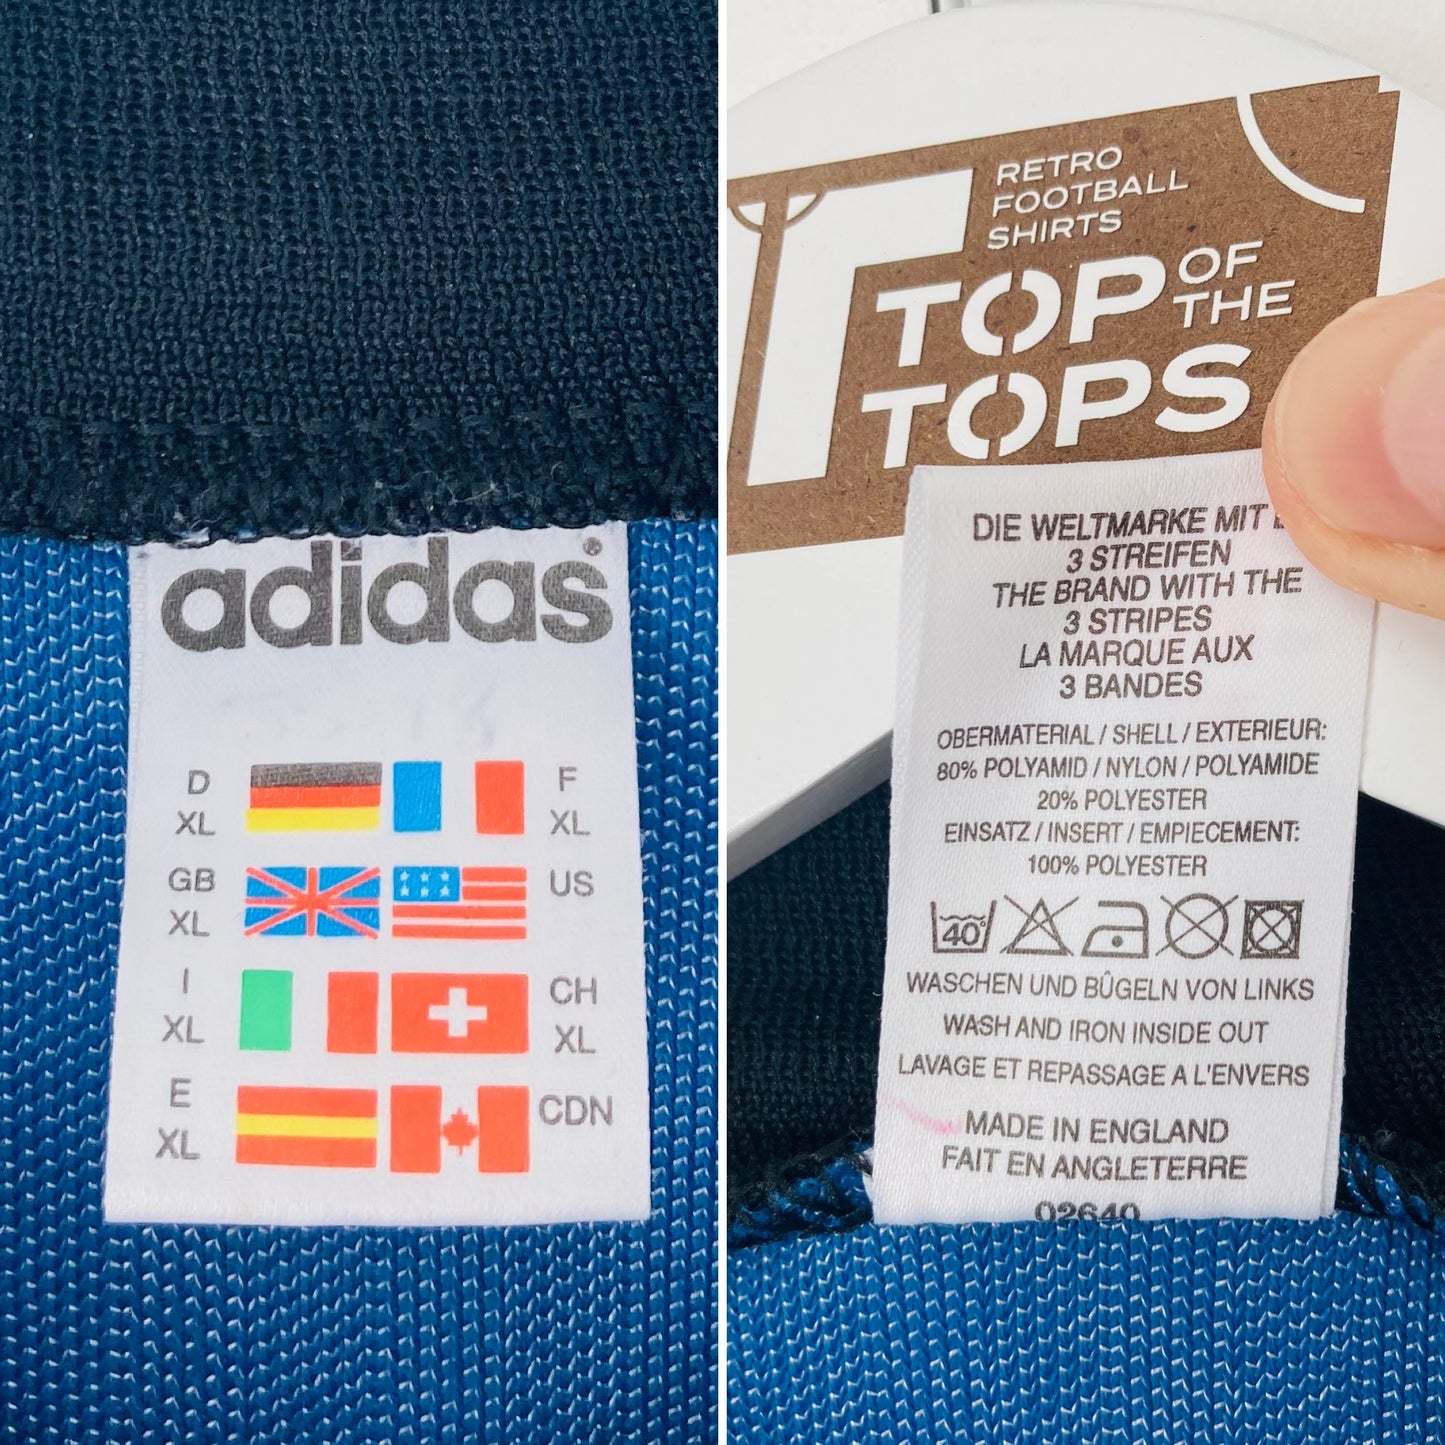 adidas®
D XL
F XL
GB XL
US
I XL
CH XL
E XL
CDN
RETRO
FOOTBALL
SHIRTS
TOP OF THE
TOPS
DIE WELTMARKE MIT
3 STREIFEN
THE BRAND WITH THE
3 STRIPES
LA MARQUE AUX
3 BANDES
OBERMATERIAL / SHELL / EXTERIEUR:
80% POLYAMID / NYLON / POLYAMIDE
20% POLYESTER
EINSATZ / INSERT / EMPIECEMENT:
100% POLYESTER
40°
WASCHEN UND BÛGELN VON LINKS
WASH AND IRON INSIDE OUT
LAVAGE ET REPASSAGE A L'ENVERS
MADE IN ENGLAND
FAIT EN ANGLETERRE
02640